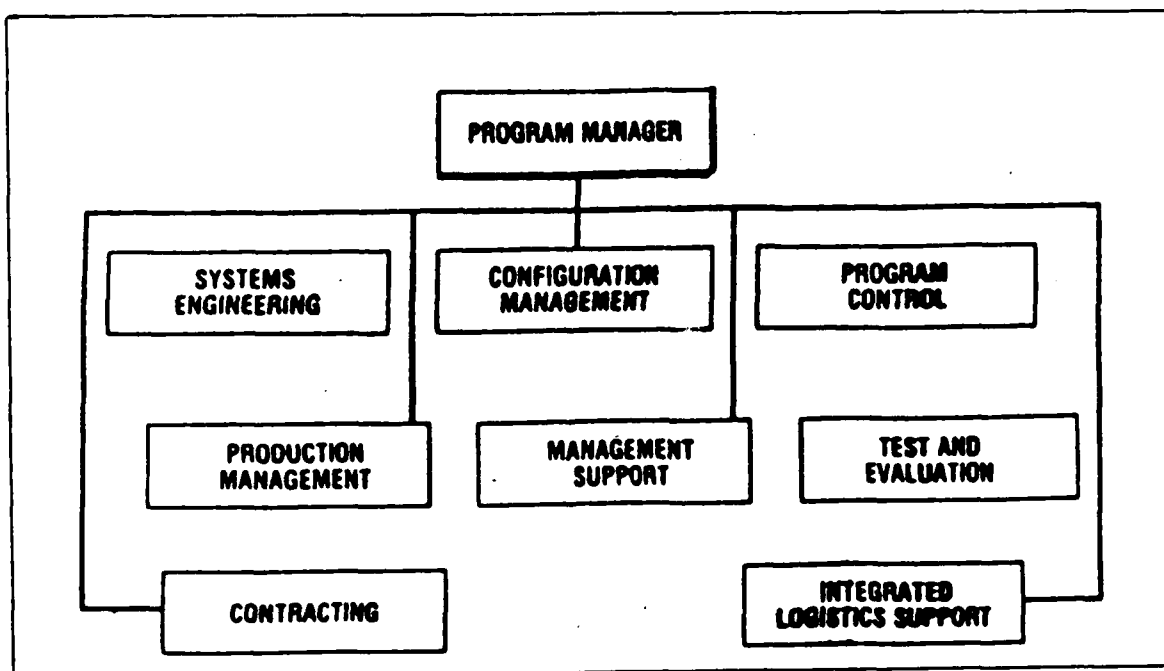 PROGRAM MANAGER
SYSTEMS
ENGINEERING
CONFIGURATION
MANAGEMENT
PROGRAM
CONTROL
PRODUCTION
MANAGEMENT
MANAGEMENT
SUPPORT
TEST AND
EVALUATION
CONTRACTING
INTEGRATED
LOGISTICS SUPPORT